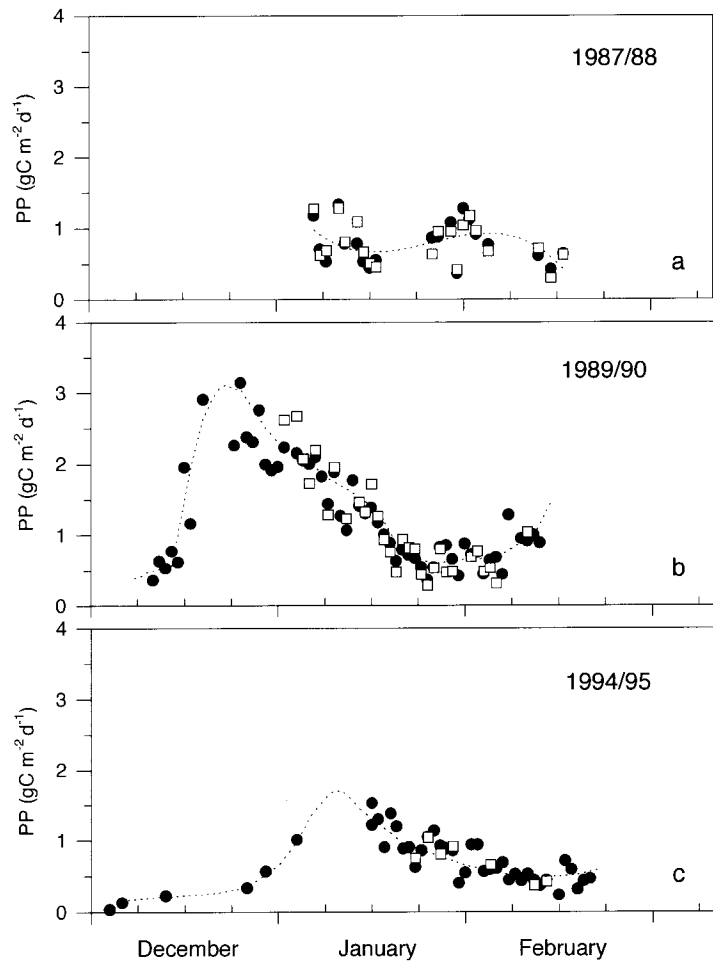 4
3
2
1
0
PP (gC m⁻² d⁻¹)
1987/88
a
4
3
2
1
0
PP (gC m⁻² d⁻¹)
1989/90
b
4
3
2
1
0
PP (gC m⁻² d⁻¹)
1994/95
c
December January February